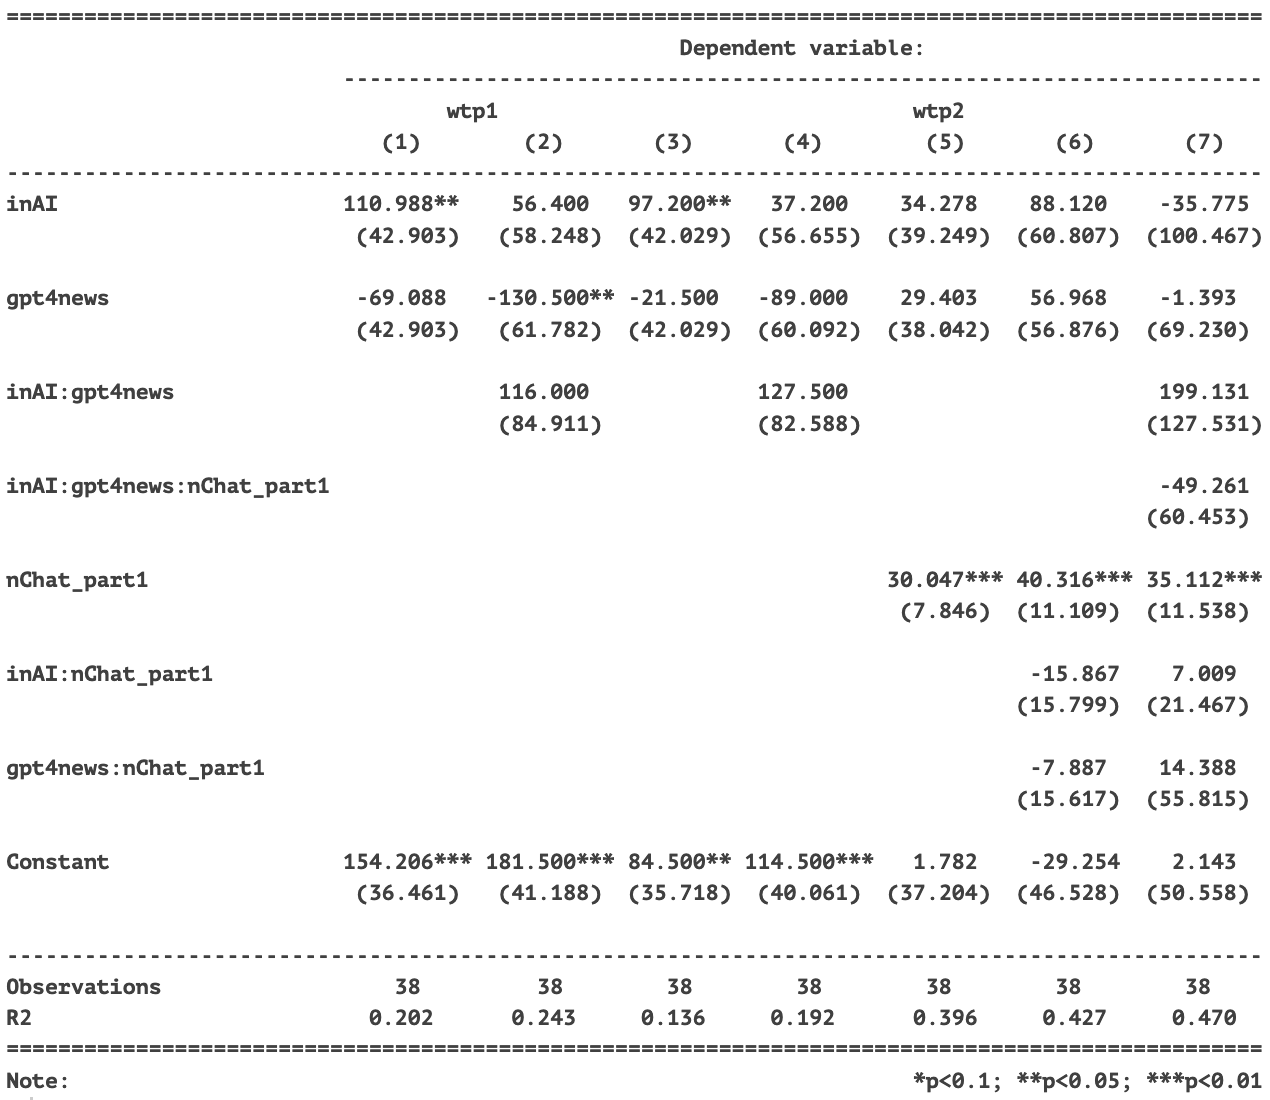 Dependent variable:
wtp1 wtp2
(1) (2) (3) (4) (5) (6) (7)
inAI 110.988** 56.400 97.200** 37.200 34.278 88.120 -35.775
(42.903) (58.248) (42.029) (56.655) (39.249) (60.807) (100.467)
gpt4news -69.088 -130.500** -21.500 -89.000 29.403 56.968 -1.393
(42.903) (61.782) (42.029) (60.092) (38.042) (56.876) (69.230)
inAI:gpt4news 116.000 127.500 199.131
(84.911) (82.588) (127.531)
inAI:gpt4news:nChat_part1 -49.261
(60.453)
nChat_part1 30.047*** 40.316*** 35.112***
(7.846) (11.109) (11.538)
inAI:nChat_part1 -15.867 7.009
(15.799) (21.467)
gpt4news:nChat_part1 -7.887 14.388
(15.617) (55.815)
Constant 154.206*** 181.500*** 84.500** 114.500*** 1.782 -29.254 2.143
(36.461) (41.188) (35.718) (40.061) (37.204) (46.528) (50.558)
Observations 38 38 38 38 38 38 38
R2 0.202 0.243 0.136 0.192 0.396 0.427 0.470
Note: *p<0.1; **p<0.05; ***p<0.01